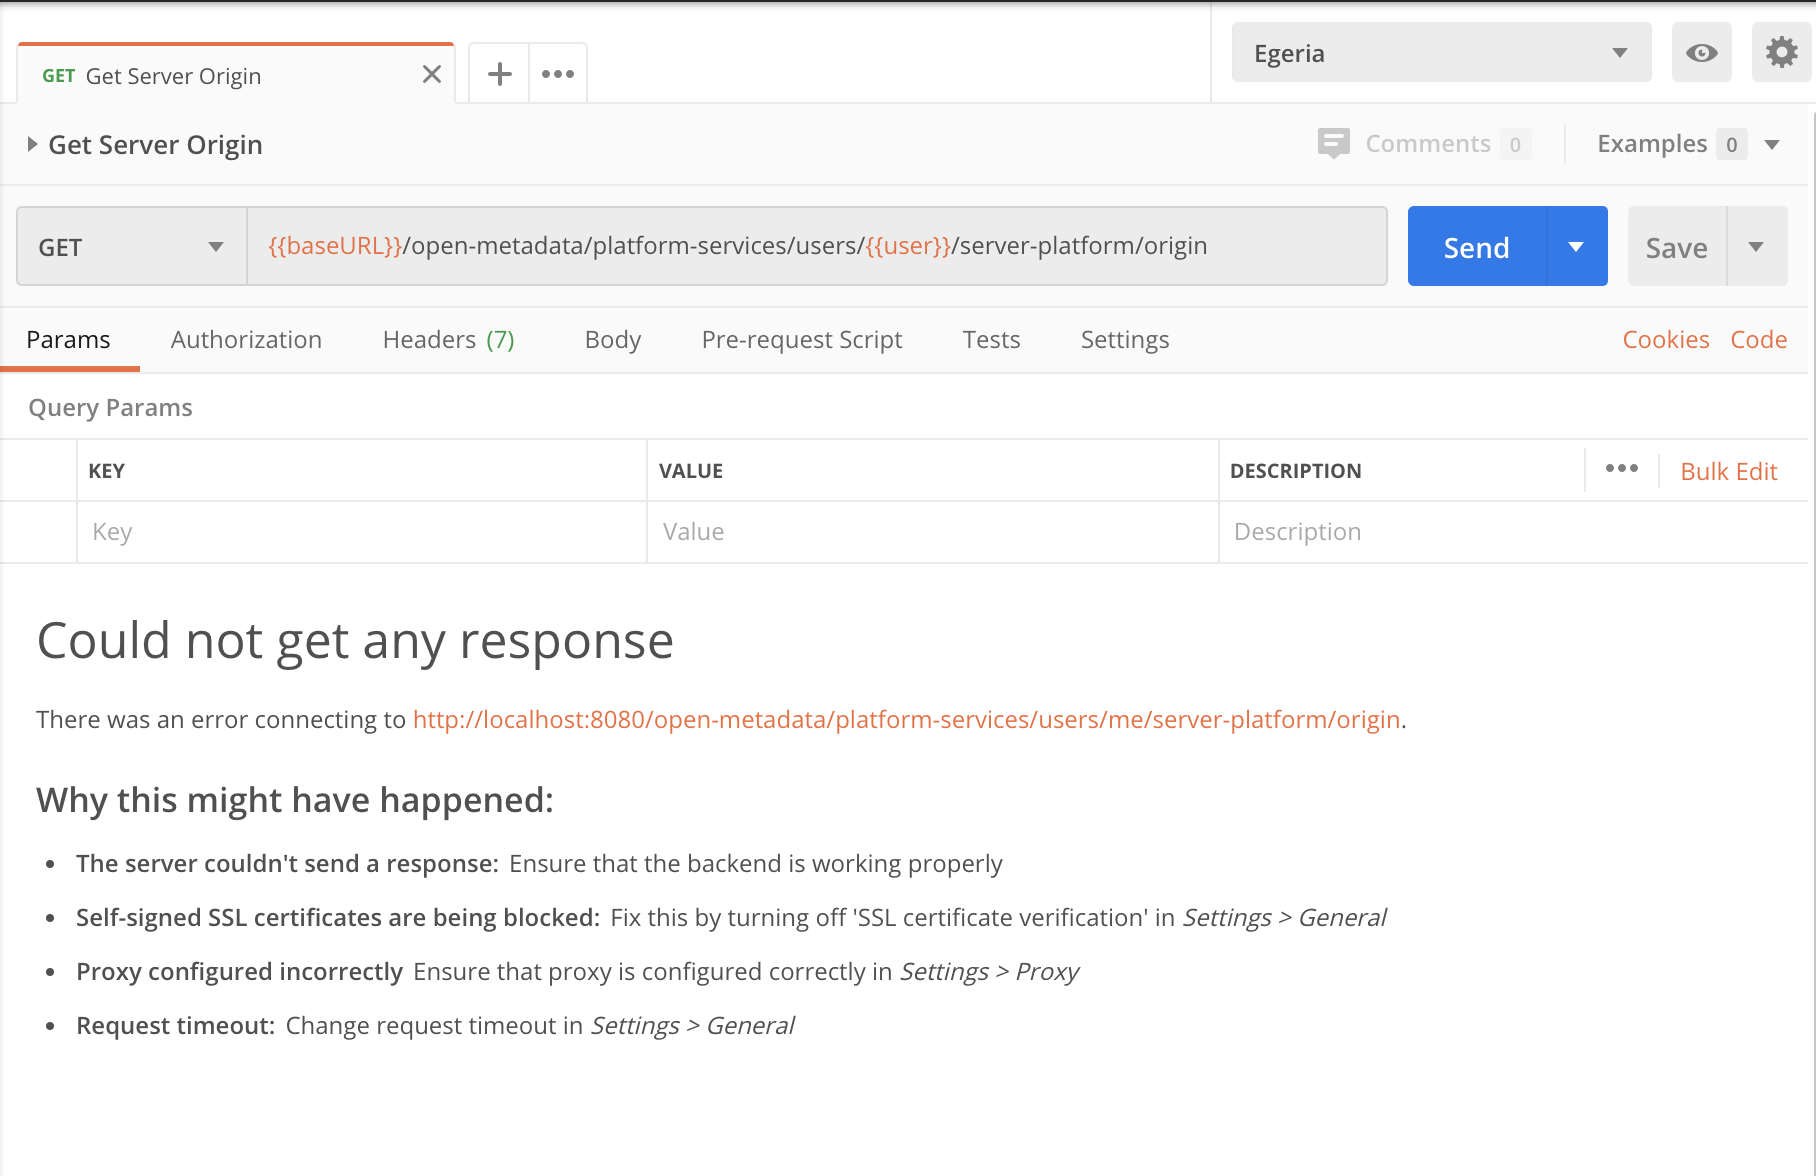 GET Get Server Origin
Egeria
Get Server Origin
Comments 0
Examples 0
GET
{{baseURL}}/open-metadata/platform-services/users/{{user}}/server-platform/origin
Send
Save
Params Authorization Headers (7) Body Pre-request Script Tests Settings Cookies Code
Query Params
KEY VALUE DESCRIPTION Bulk Edit
Key Value Description
Could not get any response
There was an error connecting to http://localhost:8080/open-metadata/platform-services/users/me/server-platform/origin.
Why this might have happened:
• The server couldn't send a response: Ensure that the backend is working properly
• Self-signed SSL certificates are being blocked: Fix this by turning off 'SSL certificate verification' in Settings > General
• Proxy configured incorrectly Ensure that proxy is configured correctly in Settings > Proxy
• Request timeout: Change request timeout in Settings > General